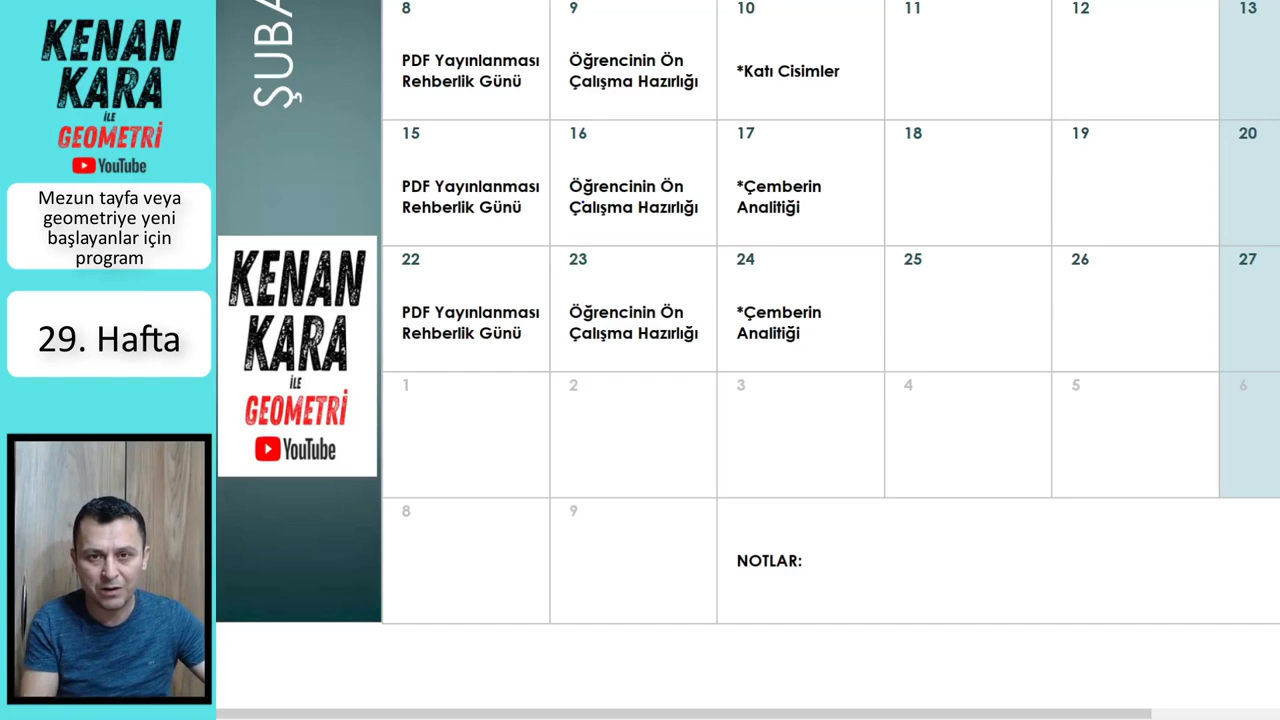 KENAN
KARA
İLE
GEOMETRİ
YouTube
Mezun tayfa veya
geometriye yeni
başlayanlar için
program
29. Hafta
ŞUBA
KENAN
KARA
İLE
GEOMETRİ
YouTube
8 9 10 11 12 13
PDF Yayınlanması
Rehberlik Günü
Öğrencinin Ön
Çalışma Hazırlığı
*Katı Cisimler
15 16 17 18 19 20
PDF Yayınlanması
Rehberlik Günü
Öğrencinin Ön
Çalışma Hazırlığı
*Çemberin
Analitiği
22 23 24 25 26 27
PDF Yayınlanması
Rehberlik Günü
Öğrencinin Ön
Çalışma Hazırlığı
*Çemberin
Analitiği
1 2 3 4 5 6
8 9
NOTLAR: